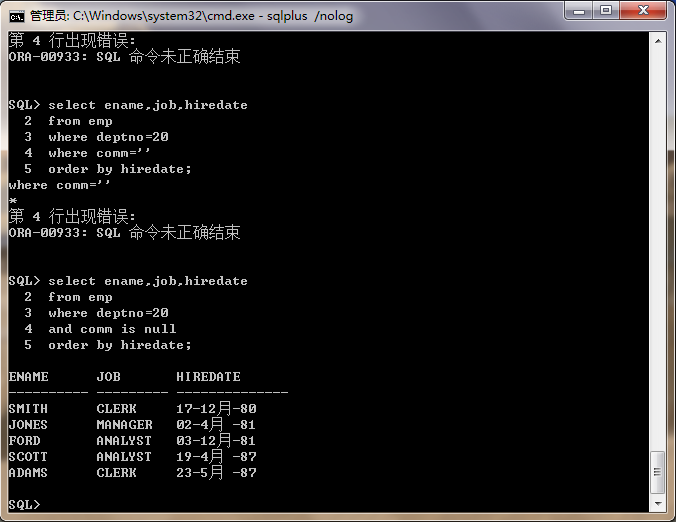 管理员: C:\Windows\system32\cmd.exe - sqlplus  /nolog
第 4 行出现错误:
ORA-00933: SQL 命令未正确结束
SQL> select ename,job,hiredate
  2  from emp
  3  where deptno=20
  4  where comm=''
  5  order by hiredate;
where comm=''
*
第 4 行出现错误:
ORA-00933: SQL 命令未正确结束
SQL> select ename,job,hiredate
  2  from emp
  3  where deptno=20
  4  and comm is null
  5  order by hiredate;
ENAME      JOB       HIREDATE
---------- --------- --------------
SMITH      CLERK     17-12月-80
JONES      MANAGER   02-4月 -81
FORD       ANALYST   03-12月-81
SCOTT      ANALYST   19-4月 -87
ADAMS      CLERK     23-5月 -87
SQL>